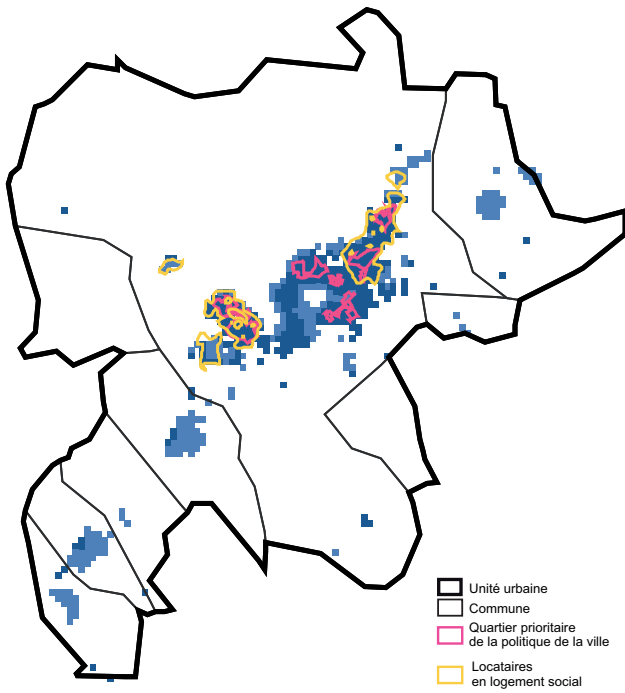 Unité urbaine
Commune
Quartier prioritaire
de la politique de la ville
Locataires
en logement social